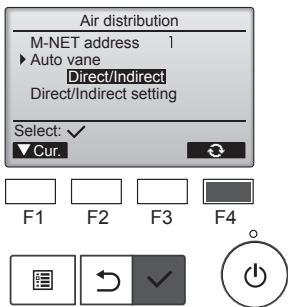 Air distribution
M-NET address 1
Auto vane
Direct/Indirect
Direct/Indirect setting
Select:
Cur.
F1 F2 F3 F4